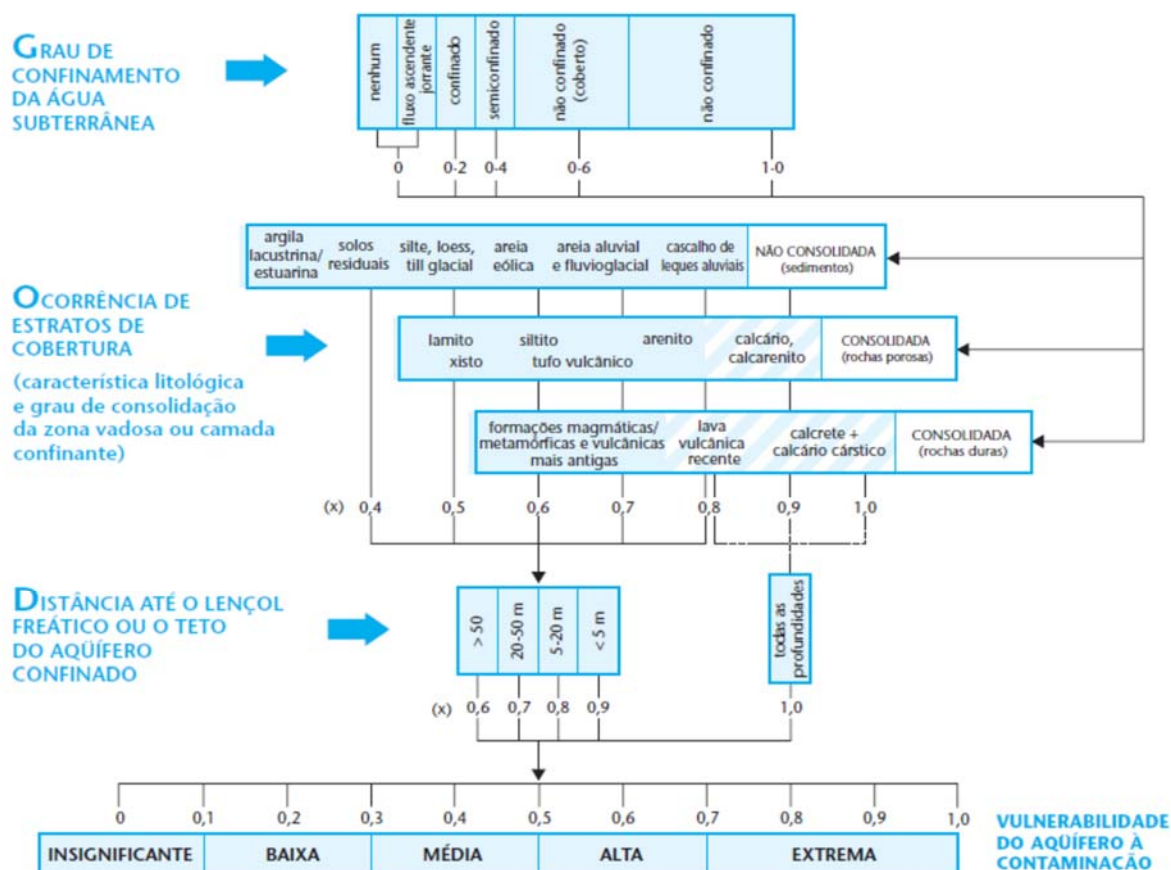 GRAU DE
CONFINAMENTO
DA ÁGUA
SUBTERRÂNEA
nenhum
fluxo ascendente
jorrante
confinado
semiconfinado
não confinado
(coberto)
não confinado
0 0-2 0-4 0-6 1-0
argila
lacustrina/
estuarina
solos
residuais
silte, loess,
till glacial
areia
eólica
areia aluvial
e fluvioglacial
cascalho de
leques aluviais
NÃO CONSOLIDADA
(sedimentos)
OCORRÊNCIA DE
ESTRATOS DE
COBERTURA
(característica litológica
e grau de consolidação
da zona vadosa ou camada
confinante)
lamito
xisto
siltito
tufo vulcânico
arenito
calcário,
calcarenito
CONSOLIDADA
(rochas porosas)
formações magmáticas/
metamórficas e vulcânicas
mais antigas
lava
vulcânica
recente
calcrete +
calcário cárstico
CONSOLIDADA
(rochas duras)
(x) 0,4 0,5 0,6 0,7 0,8 0,9 1,0
DISTÂNCIA ATÉ O LENÇOL
FREÁTICO OU O TETO
DO AQÜÍFERO
CONFINADO
> 50
20-50 m
5-20 m
< 5 m
todas as
profundidades
(x) 0,6 0,7 0,8 0,9 1,0
0 0,1 0,2 0,3 0,4 0,5 0,6 0,7 0,8 0,9 1,0
INSIGNIFICANTE BAIXA MÉDIA ALTA EXTREMA
VULNERABILIDADE
DO AQÜÍFERO À
CONTAMINAÇÃO